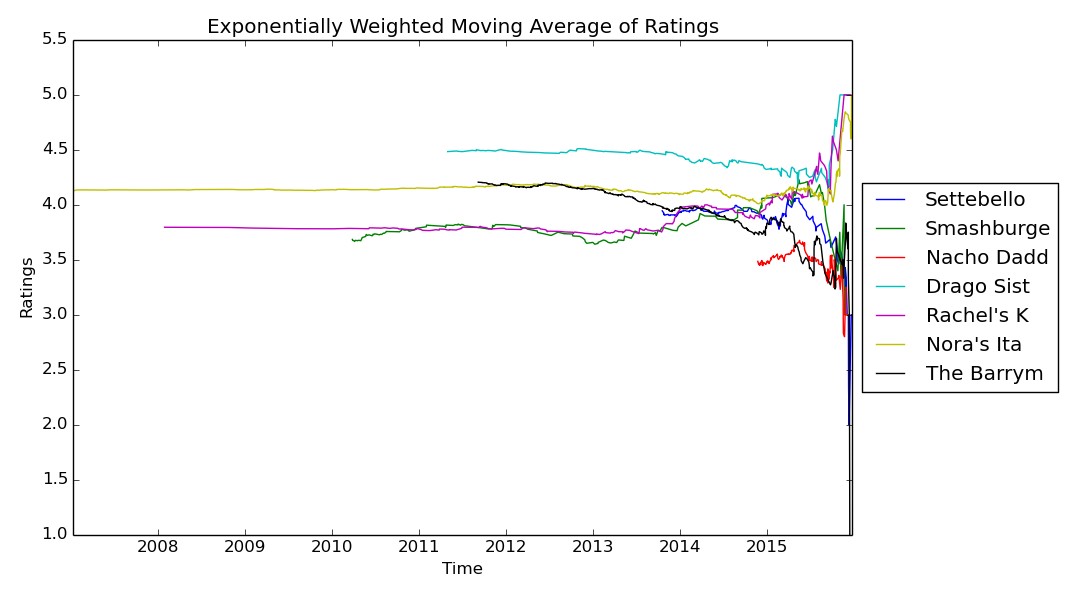 Exponentially Weighted Moving Average of Ratings
5.5
5.0
4.5
4.0
3.5
3.0
2.5
2.0
1.5
1.0
Ratings
2008 2009 2010 2011 2012 2013 2014 2015
Time
Settebello
Smashburge
Nacho Dadd
Drago Sist
Rachel's K
Nora's Ita
The Barrym